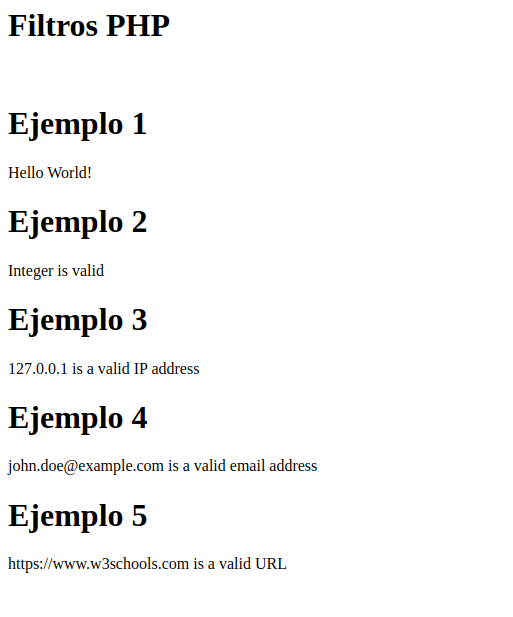 Filtros PHP
Ejemplo 1
Hello World!
Ejemplo 2
Integer is valid
Ejemplo 3
127.0.0.1 is a valid IP address
Ejemplo 4
john.doe@example.com is a valid email address
Ejemplo 5
https://www.w3schools.com is a valid URL